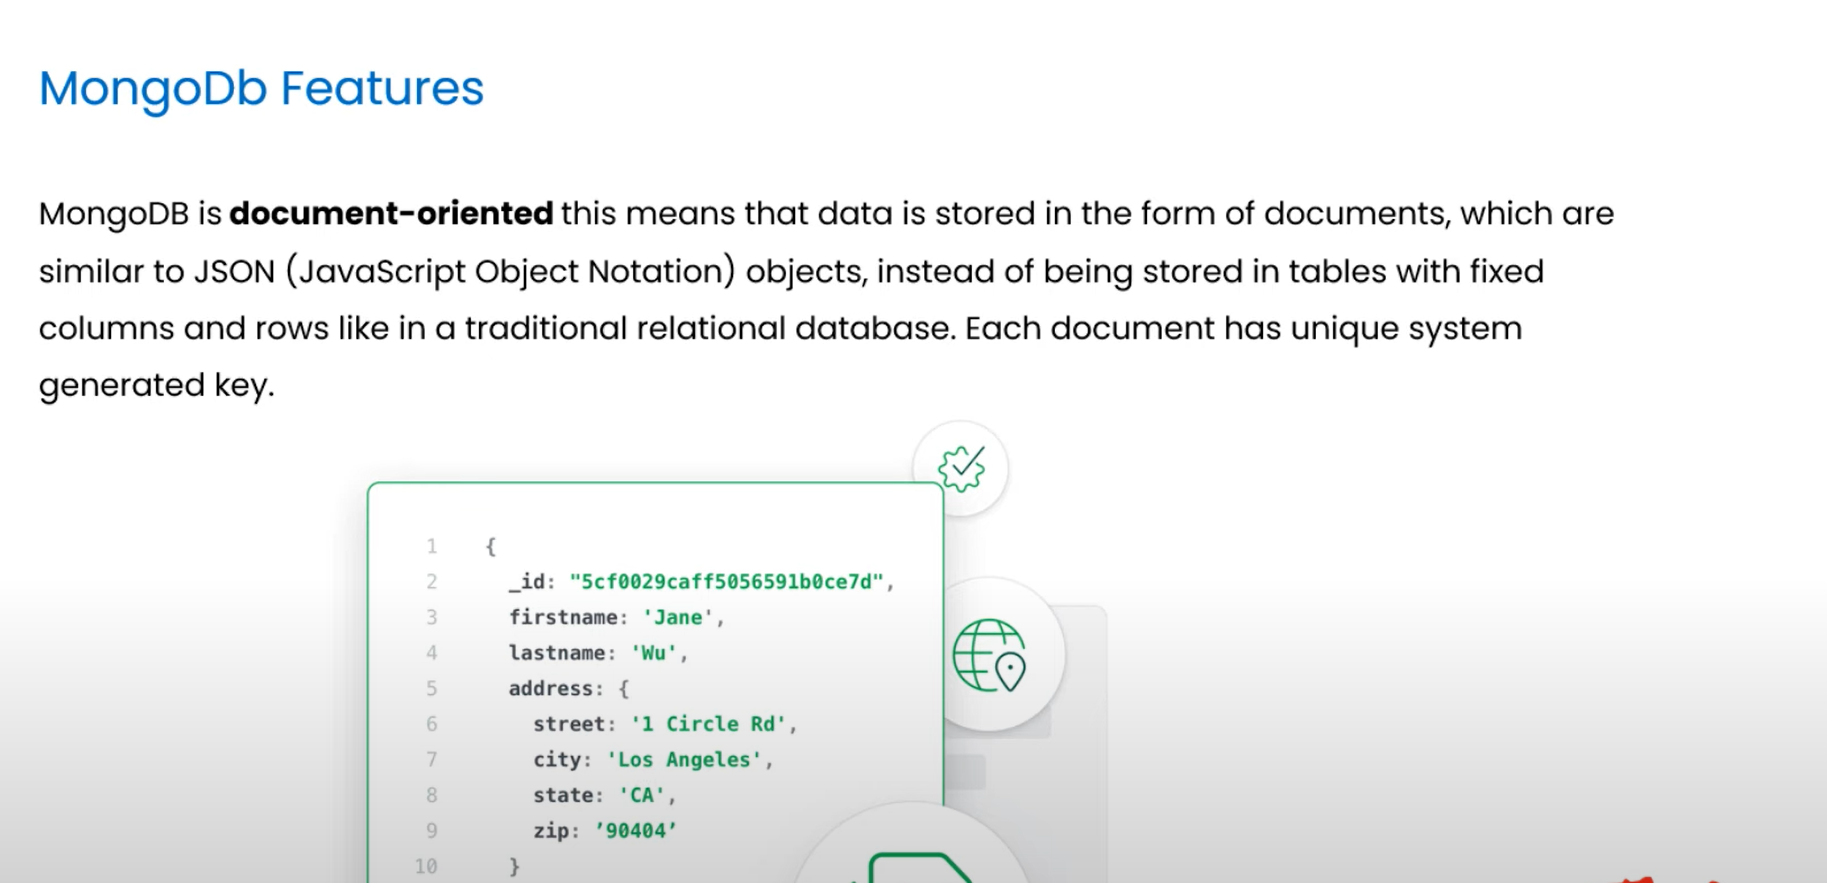 MongoDb Features
MongoDB is document-oriented this means that data is stored in the form of documents, which are
similar to JSON (JavaScript Object Notation) objects, instead of being stored in tables with fixed
columns and rows like in a traditional relational database. Each document has unique system
generated key.
1 {
2 _id: "5cf0029caff5056591b0ce7d",
3 firstname: 'Jane',
4 lastname: 'Wu',
5 address: {
6 street: '1 Circle Rd',
7 city: 'Los Angeles',
8 state: 'CA',
9 zip: ’90404’
10 }